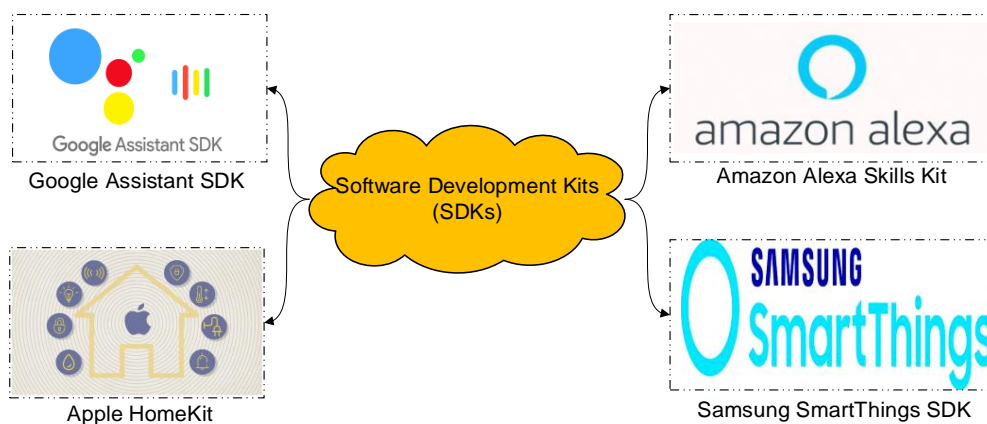 Google Assistant SDK
Google Assistant SDK
amazon alexa
Amazon Alexa Skills Kit
Software Development Kits
(SDKs)
Apple HomeKit
SAMSUNG
SmartThings
Samsung SmartThings SDK